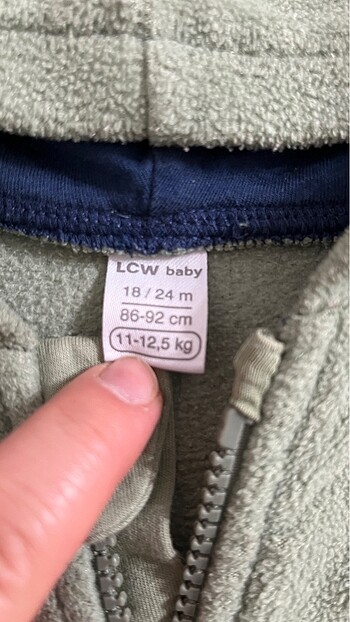 LCW baby
18 / 24 m
86-92 cm
11-12,5 kg